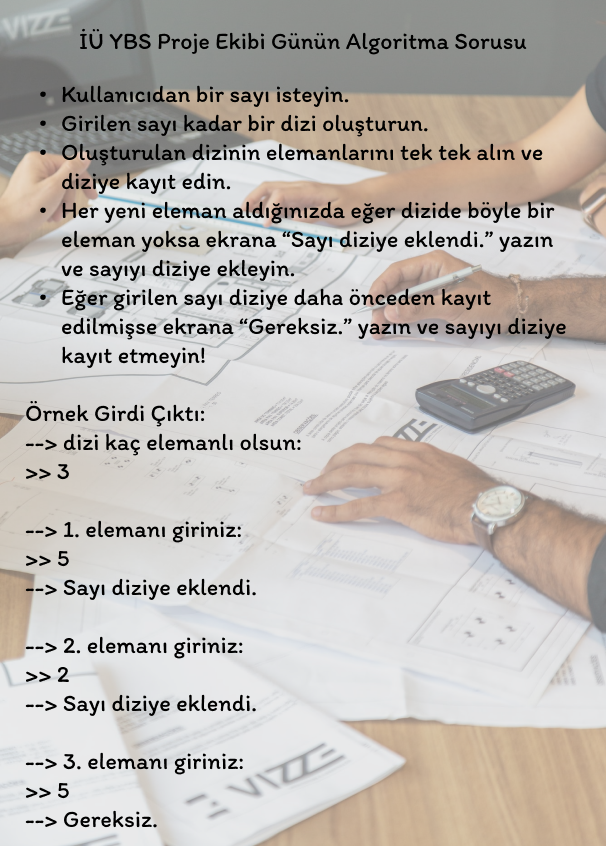 VIZZE
İÜ YBS Proje Ekibi Günün Algoritma Sorusu
• Kullanıcıdan bir sayı isteyin.
• Girilen sayı kadar bir dizi oluşturun.
• Oluşturulan dizinin elemanlarını tek tek alın ve
diziye kayıt edin.
• Her yeni eleman aldığınızda eğer dizide böyle bir
eleman yoksa ekrana “Sayı diziye eklendi.” yazın
ve sayıyı diziye ekleyin.
• Eğer girilen sayı diziye daha önceden kayıt
edilmişse ekrana “Gereksiz.” yazın ve sayıyı diziye
kayıt etmeyin!
Örnek Girdi Çıktı:
--> dizi kaç elemanlı olsun:
>> 3
--> 1. elemanı giriniz:
>> 5
--> Sayı diziye eklendi.
--> 2. elemanı giriniz:
>> 2
--> Sayı diziye eklendi.
--> 3. elemanı giriniz:
>> 5
--> Gereksiz.
VIZZE